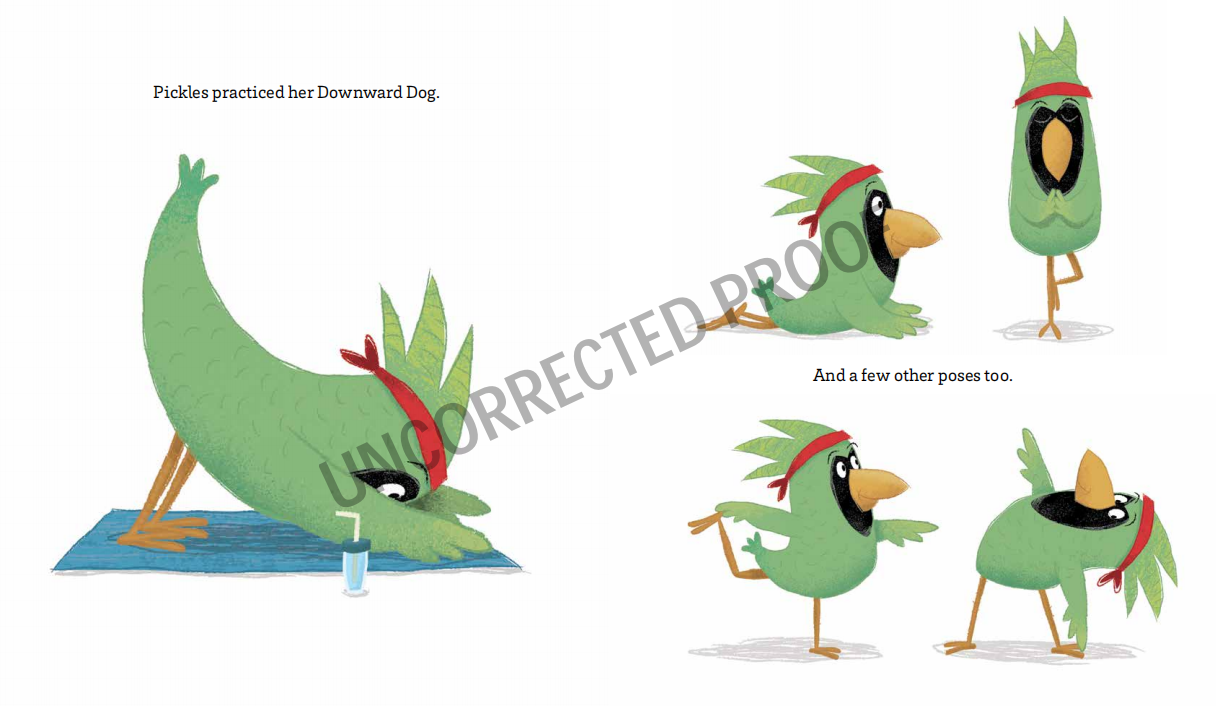 Pickles practiced her Downward Dog.
UNCORRECTED PROOF
And a few other poses too.